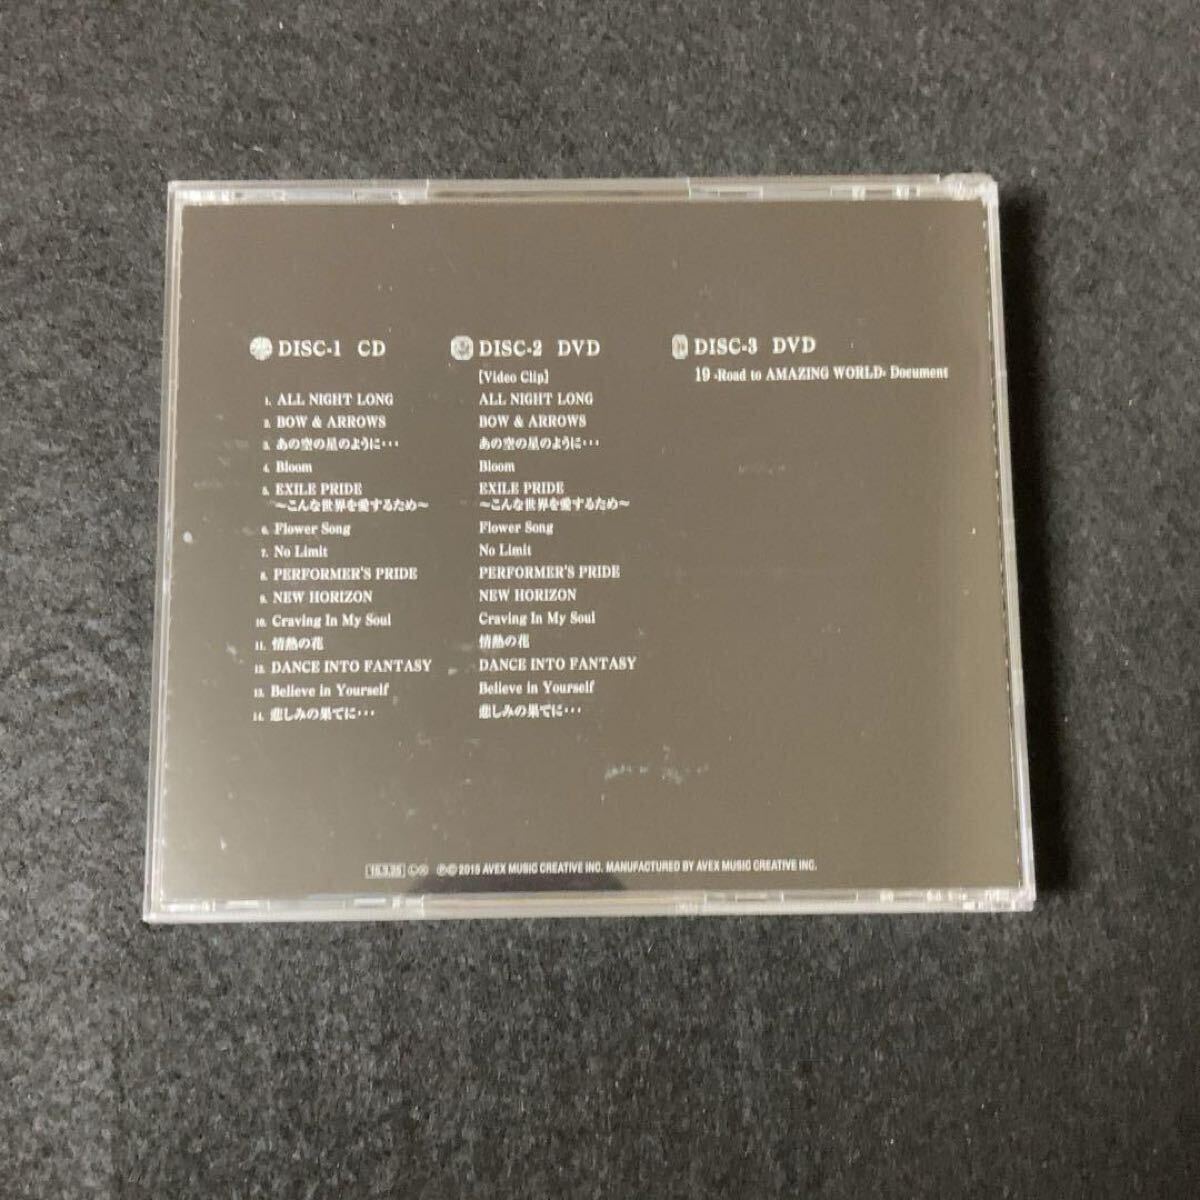 DISC-1 CD
1. ALL NIGHT LONG
2. BOW & ARROWS
3. あの空の星のように・・・
4. Bloom
5. EXILE PRIDE
～こんな世界を愛するため～
6. Flower Song
7. No Limit
8. PERFORMER'S PRIDE
9. NEW HORIZON
10. Craving In My Soul
11. 情熱の花
12. DANCE INTO FANTASY
13. Believe in Yourself
14. 悲しみの果てに・・・
DISC-2 DVD
[Video Clip]
ALL NIGHT LONG
BOW & ARROWS
あの空の星のように・・・
Bloom
EXILE PRIDE
～こんな世界を愛するため～
Flower Song
No Limit
PERFORMER'S PRIDE
NEW HORIZON
Craving In My Soul
情熱の花
DANCE INTO FANTASY
Believe in Yourself
悲しみの果てに・・・
DISC-3 DVD
19 -Road to AMAZING WORLD- Document
15.3.25 Ⓟ© 2015 AVEX MUSIC CREATIVE INC. MANUFACTURED BY AVEX MUSIC CREATIVE INC.